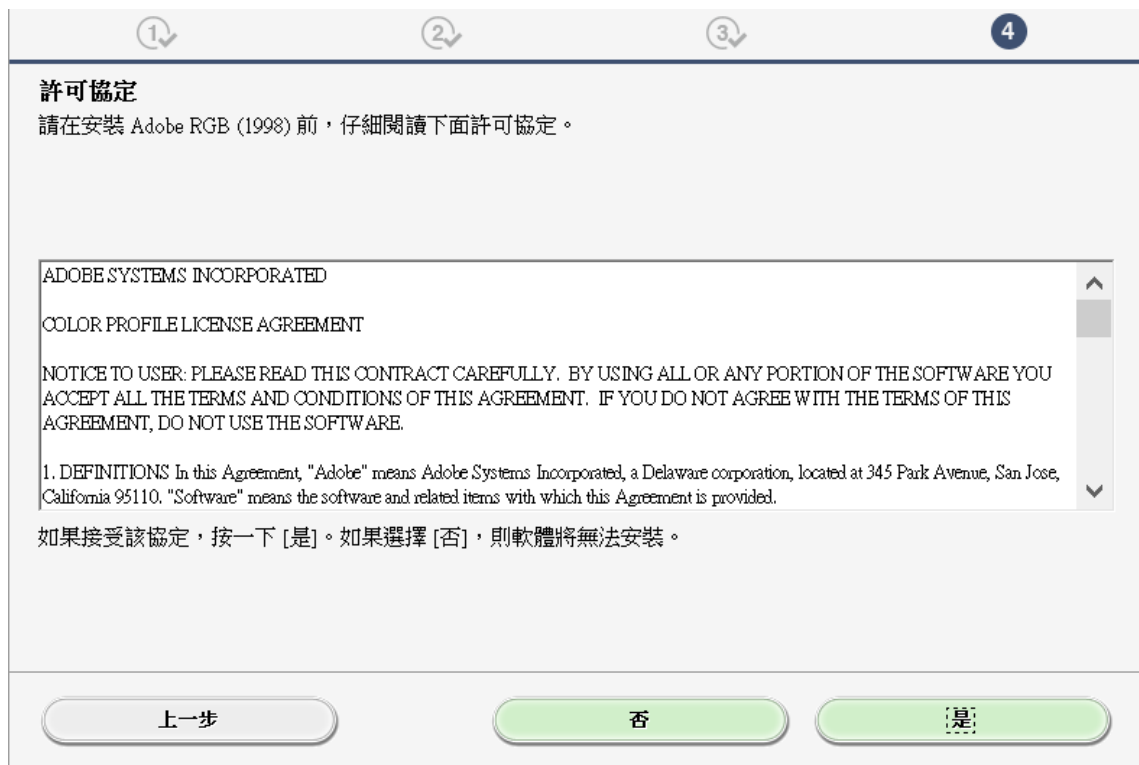 1 2 3 4
許可協定
請在安裝 Adobe RGB (1998) 前，仔細閱讀下面許可協定。
ADOBE SYSTEMS INCORPORATED
COLOR PROFILE LICENSE AGREEMENT
NOTICE TO USER: PLEASE READ THIS CONTRACT CAREFULLY.  BY USING ALL OR ANY PORTION OF THE SOFTWARE YOU
ACCEPT ALL THE TERMS AND CONDITIONS OF THIS AGREEMENT.  IF YOU DO NOT AGREE WITH THE TERMS OF THIS
AGREEMENT, DO NOT USE THE SOFTWARE.
1. DEFINITIONS In this Agreement, "Adobe" means Adobe Systems Incorporated, a Delaware corporation, located at 345 Park Avenue, San Jose,
California 95110. "Software" means the software and related items with which this Agreement is provided.
如果接受該協定，按一下 [是]。如果選擇 [否]，則軟體將無法安裝。
上一步 否 是